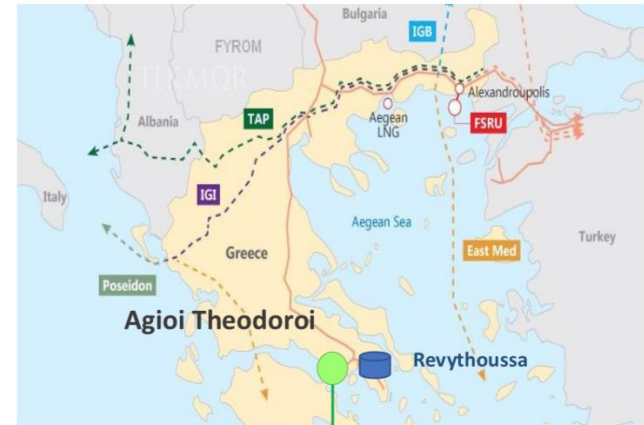 Bulgaria
IGB
FYROM
Alexandroupolis
Albania
TAP
Aegean
LNG
FSRU
Italy
IGI
Aegean Sea
Turkey
Greece
East Med
Poseidon
Agioi Theodoroi
Revythoussa